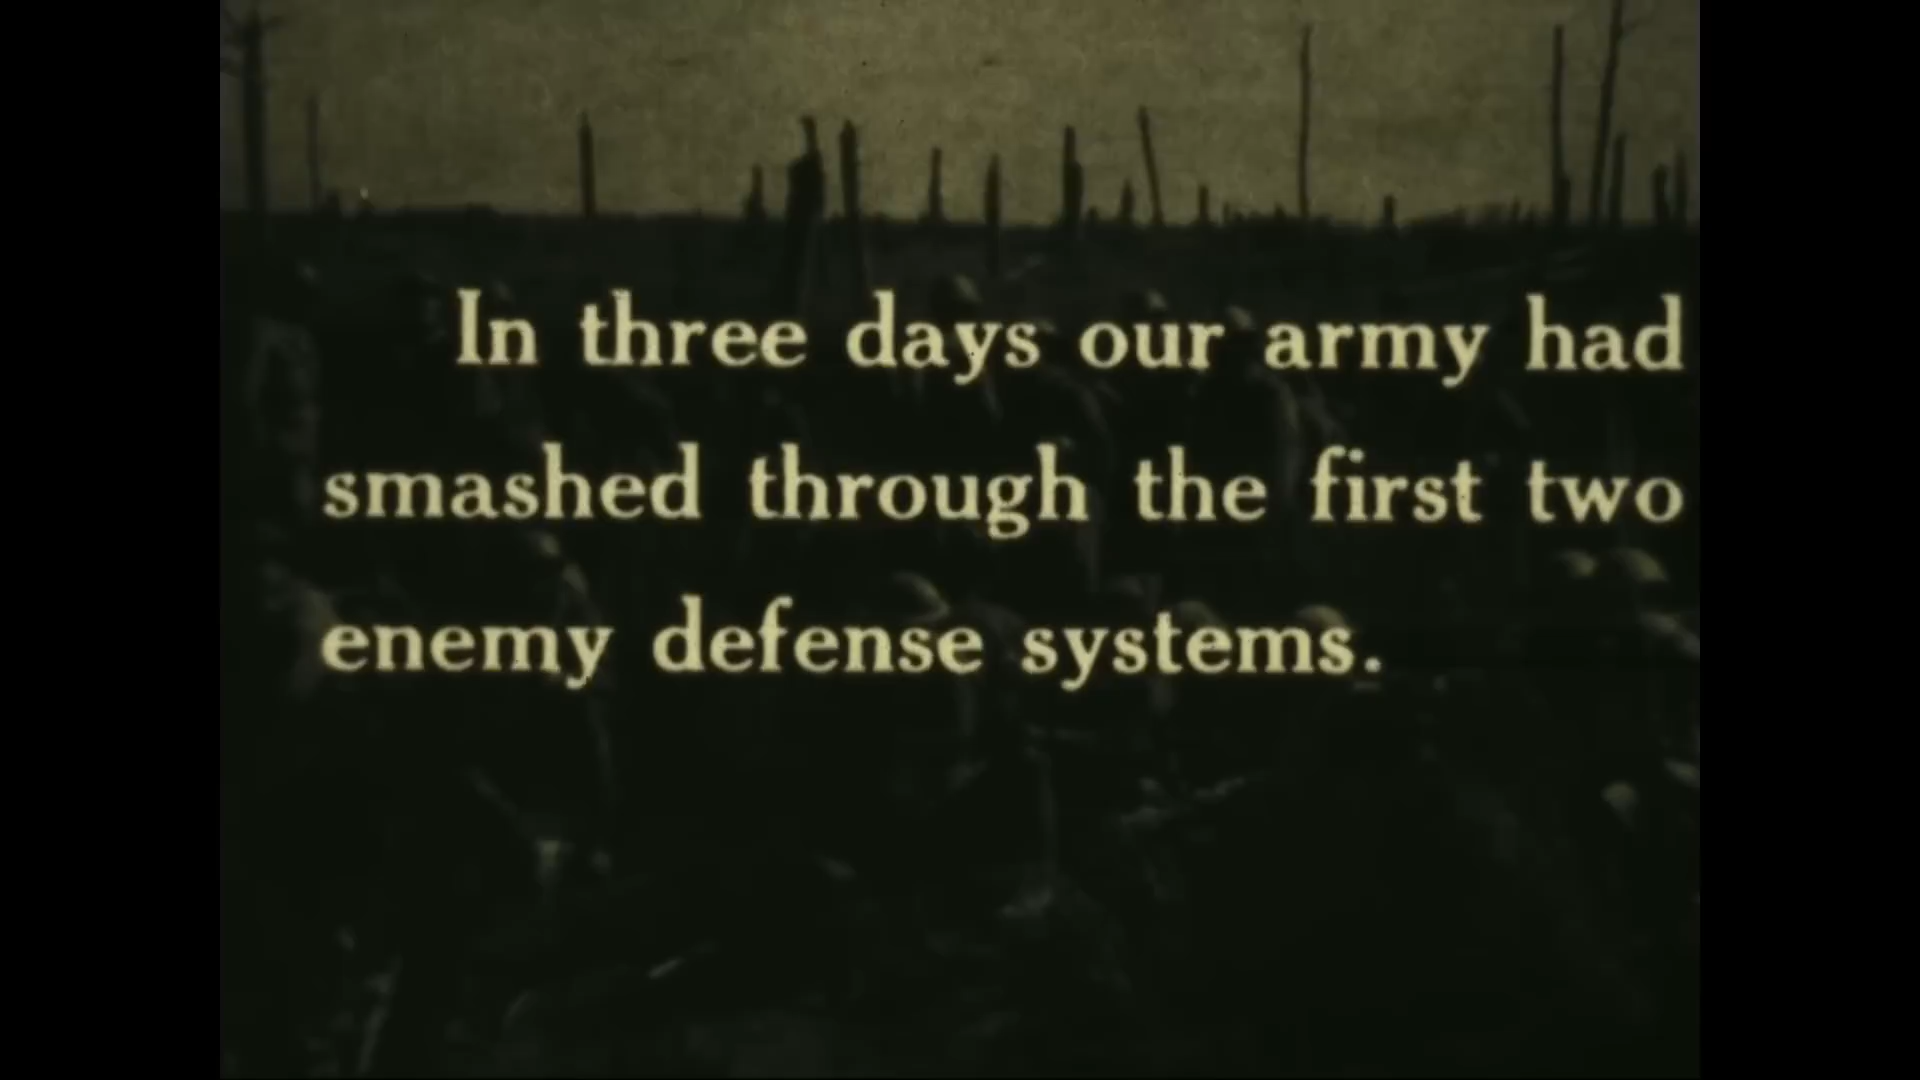 In three days our army had
smashed through the first two
enemy defense systems.